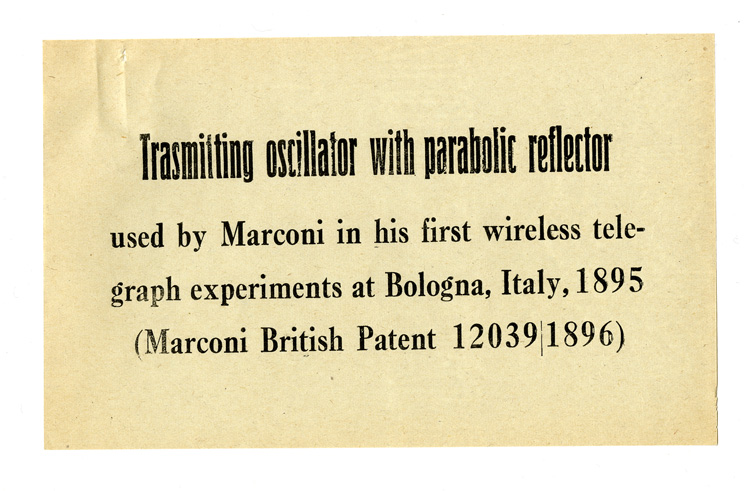 Trasmitting oscillator with parabolic reflector
used by Marconi in his first wireless tele-
graph experiments at Bologna, Italy, 1895
(Marconi British Patent 12039|1896)